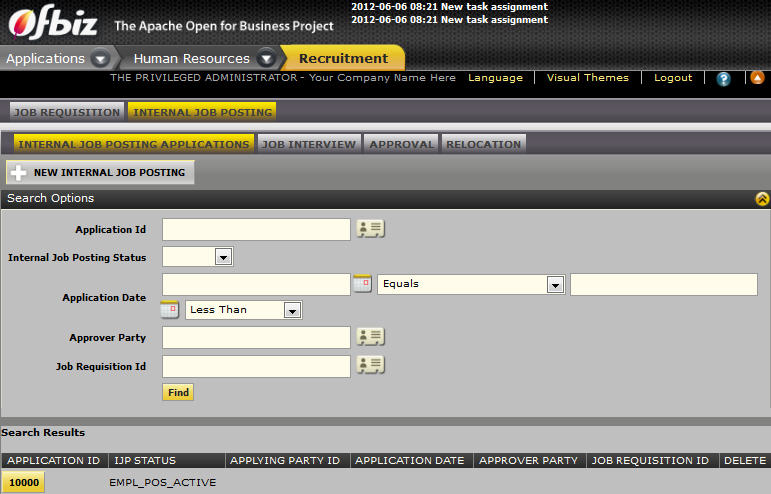 2012-06-06 08:21 New task assignment
2012-06-06 08:21 New task assignment
Ofbiz The Apache Open for Business Project
Applications Human Resources Recruitment
THE PRIVILEGED ADMINISTRATOR - Your Company Name Here Language Visual Themes Logout ?
JOB REQUISITION INTERNAL JOB POSTING
INTERNAL JOB POSTING APPLICATIONS JOB INTERVIEW APPROVAL RELOCATION
NEW INTERNAL JOB POSTING
Search Options
Application Id
Internal Job Posting Status
Application Date Equals
Less Than
Approver Party
Job Requisition Id
Find
Search Results
APPLICATION ID IJP STATUS APPLYING PARTY ID APPLICATION DATE APPROVER PARTY JOB REQUISITION ID DELETE
10000 EMPL_POS_ACTIVE